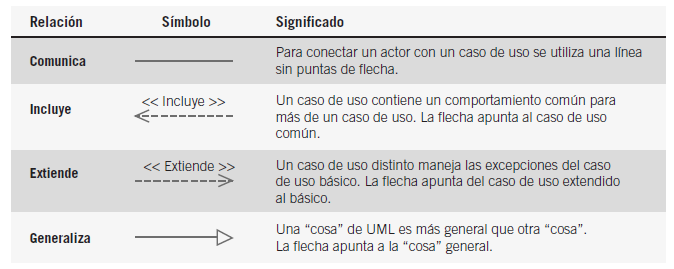 Relación Símbolo Significado
Comunica
Para conectar un actor con un caso de uso se utiliza una línea
sin puntas de flecha.
Incluye
<< Incluye >>
Un caso de uso contiene un comportamiento común para
más de un caso de uso. La flecha apunta al caso de uso
común.
Extiende
<< Extiende >>
Un caso de uso distinto maneja las excepciones del caso
de uso básico. La flecha apunta del caso de uso extendido
al básico.
Generaliza
Una “cosa” de UML es más general que otra “cosa”.
La flecha apunta a la “cosa” general.